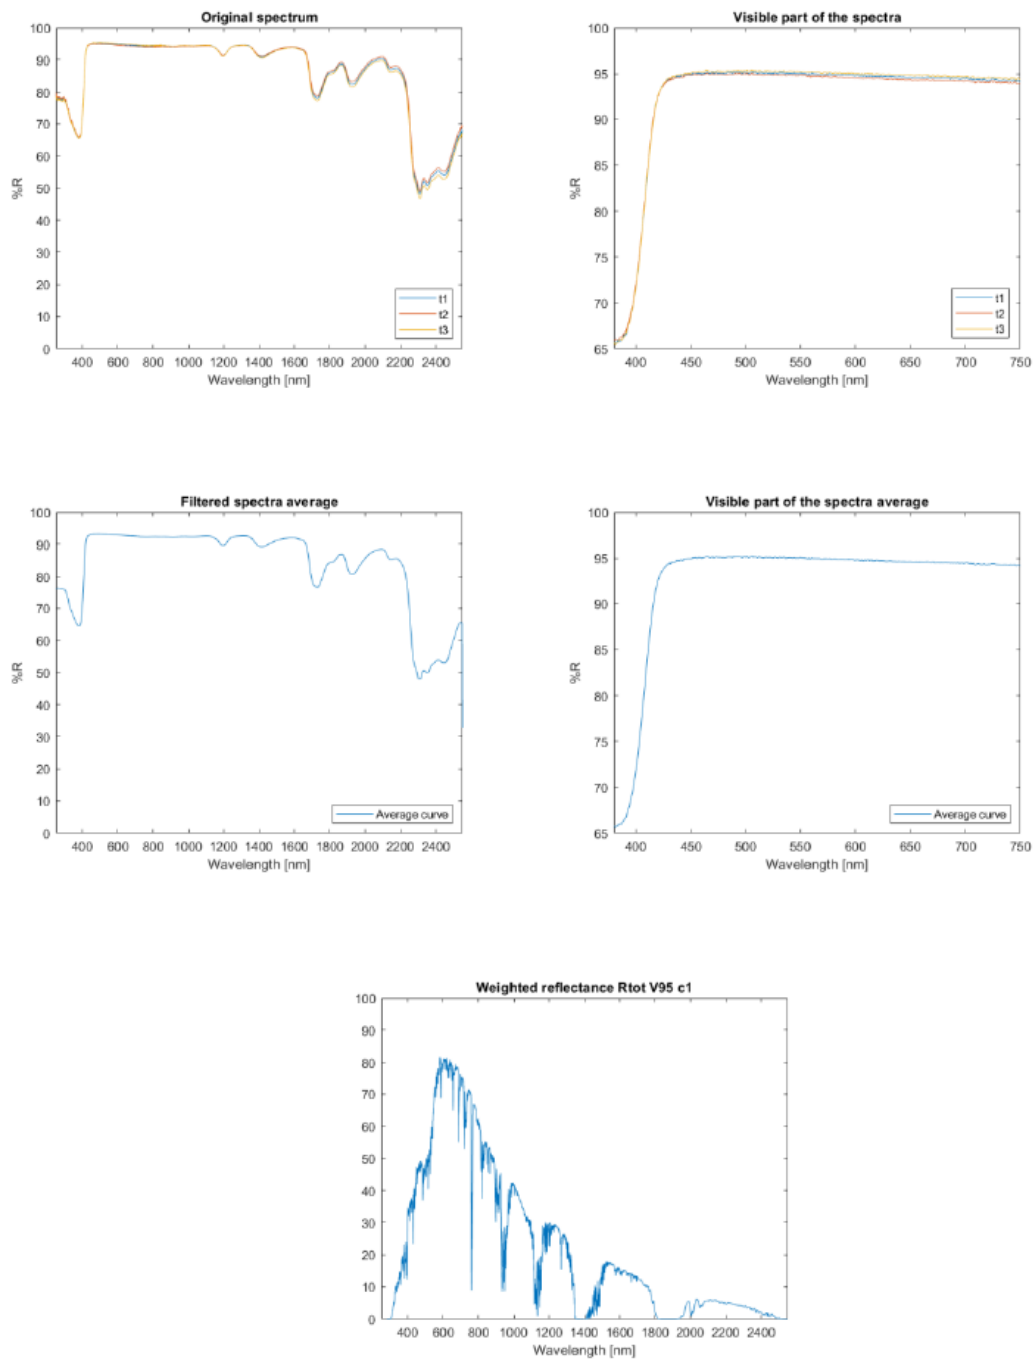 Original spectrum
100
90
80
70
60
50
40
30
20
10
0
%R
t1
t2
t3
400 600 800 1000 1200 1400 1600 1800 2000 2200 2400
Wavelength [nm]
Visible part of the spectra
100
95
90
85
80
75
70
65
%R
t1
t2
t3
400 450 500 550 600 650 700 750
Wavelength [nm]
Filtered spectra average
100
90
80
70
60
50
40
30
20
10
0
%R
Average curve
400 600 800 1000 1200 1400 1600 1800 2000 2200 2400
Wavelength [nm]
Visible part of the spectra average
100
95
90
85
80
75
70
65
%R
Average curve
400 450 500 550 600 650 700 750
Wavelength [nm]
Weighted reflectance Rtot V95 c1
100
90
80
70
60
50
40
30
20
10
0
400 600 800 1000 1200 1400 1600 1800 2000 2200 2400
Wavelength [nm]